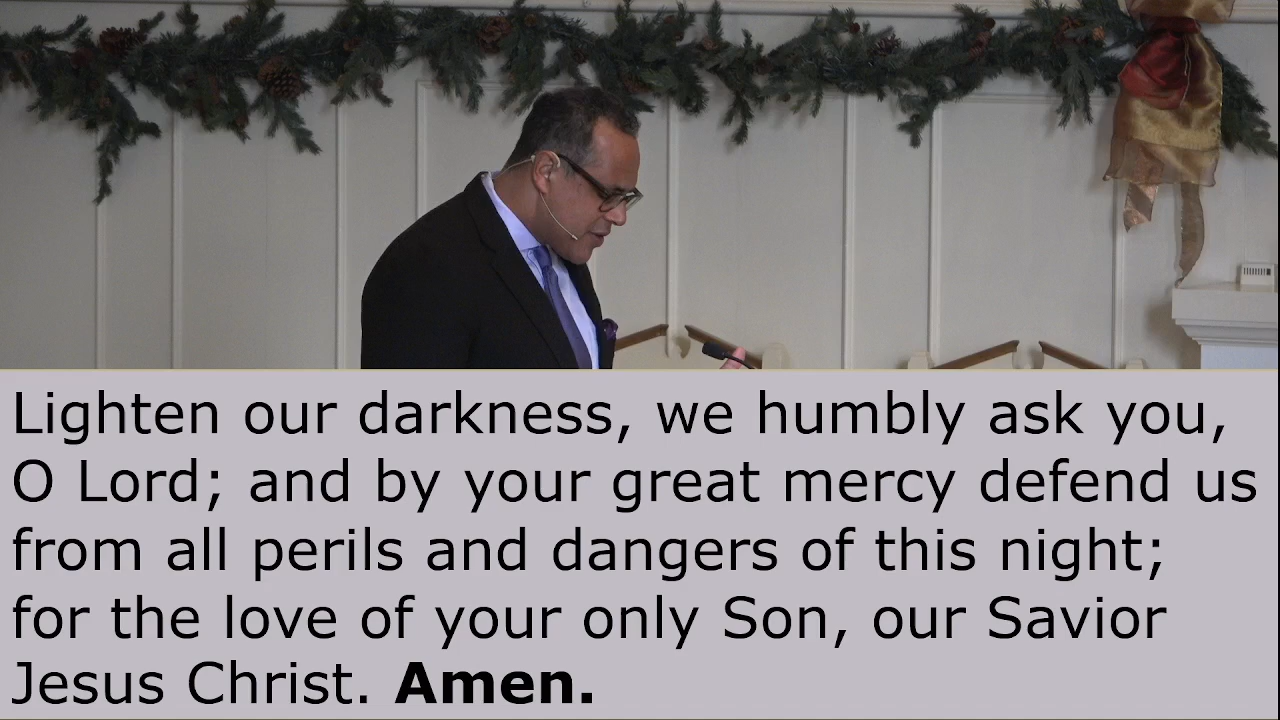 Lighten our darkness, we humbly ask you,
O Lord; and by your great mercy defend us
from all perils and dangers of this night;
for the love of your only Son, our Savior
Jesus Christ. Amen.